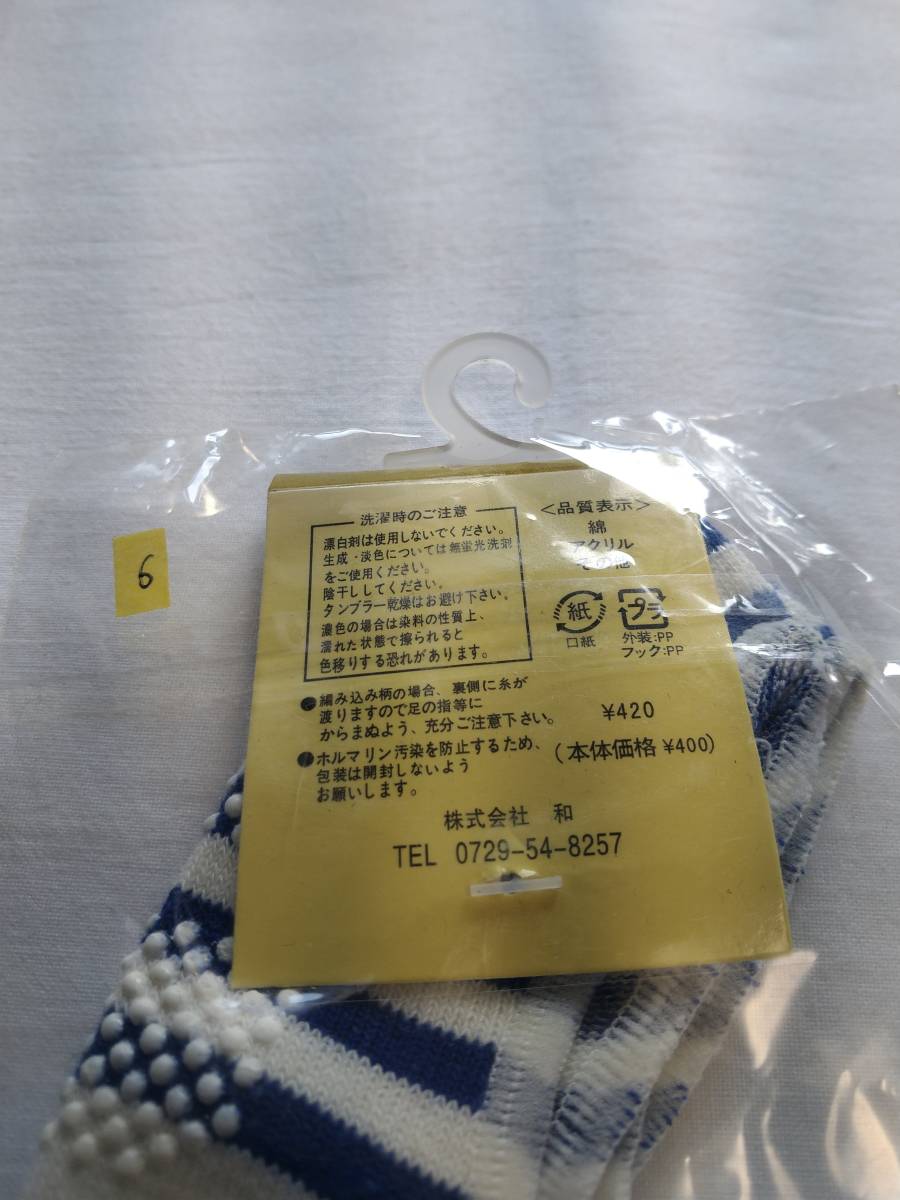 洗濯時のご注意
漂白剤は使用しないでください。
生成・淡色については無蛍光洗剤
をご使用ください。
陰干ししてください。
タンブラー乾燥はお避け下さい。
濃色の場合は染料の性質上、
濡れた状態で擦られると
色移りする恐れがあります。
<品質表示>
綿
アクリル
その他
紙
口紙
プラ
外装:PP
フック:PP
●編み込み柄の場合、裏側に糸が
渡りますので足の指等に
からまぬよう、充分ご注意下さい。
●ホルマリン汚染を防止するため、
包装は開封しないよう
お願いします。
¥420
(本体価格 ¥400)
株式会社 和
TEL 0729-54-8257
6